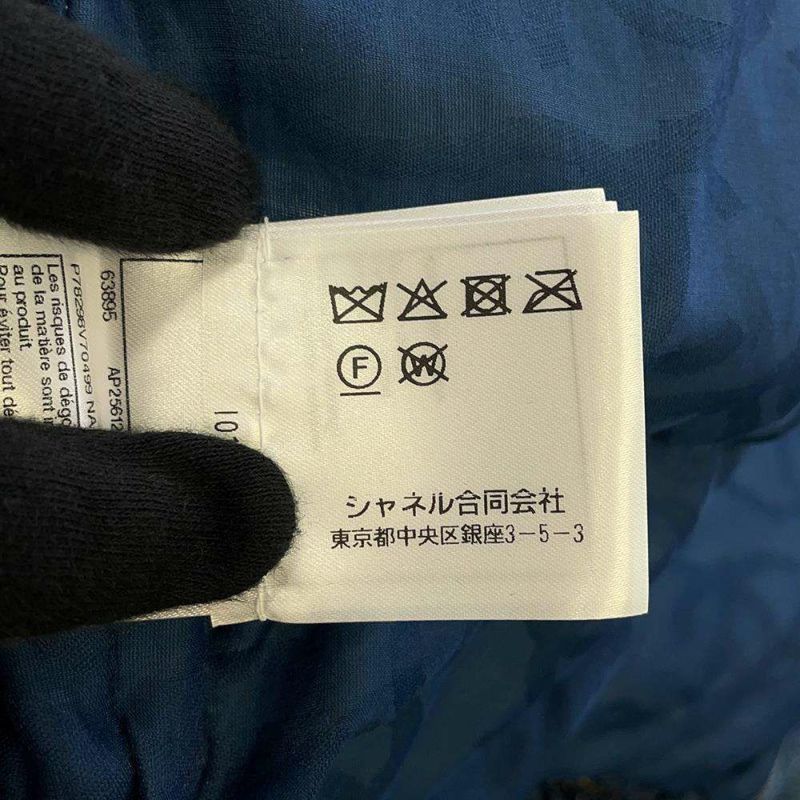 F
W
シャネル合同会社
東京都中央区銀座3-5-3
63895 AP25612
P78298V70499 NA
Les risques de dégo
de la matière sont i
au produit.
Pour éviter tout dé